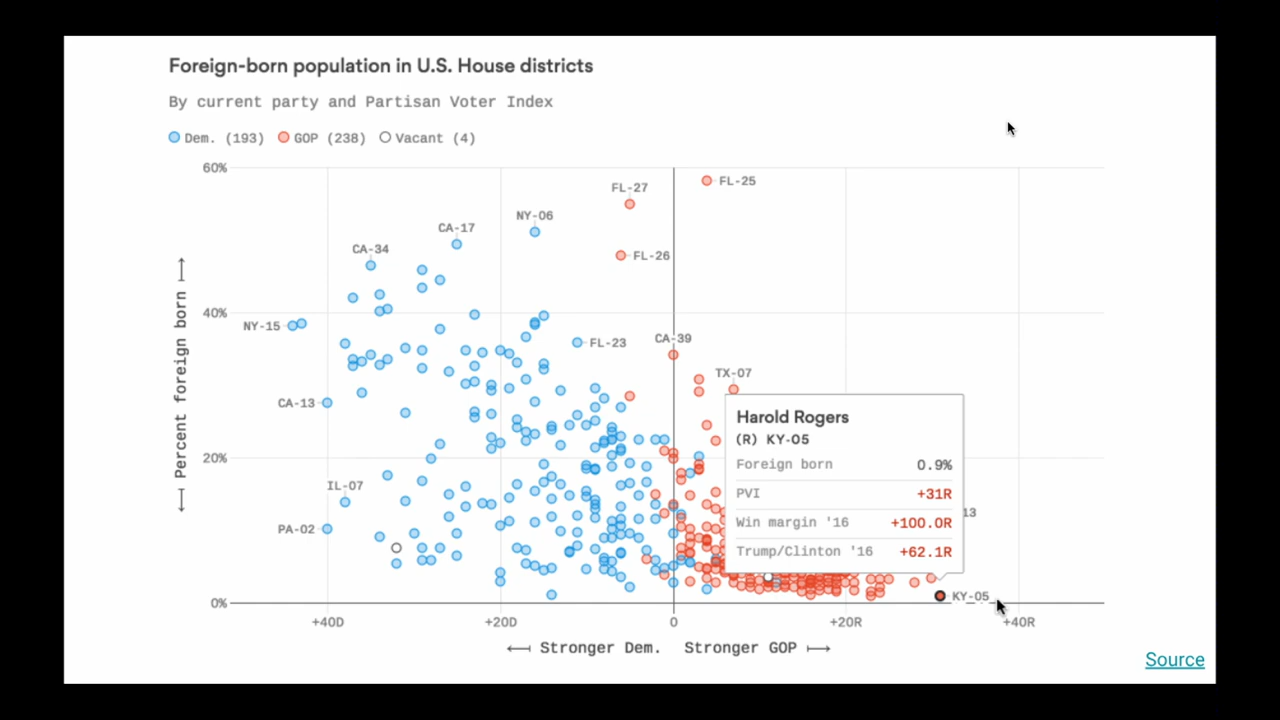 Foreign-born population in U.S. House districts
By current party and Partisan Voter Index
Dem. (193) GOP (238) Vacant (4)
60%
FL-25
FL-27
NY-06
CA-17
CA-34
FL-26
40%
NY-15
CA-39
FL-23
TX-07
CA-13
Harold Rogers
(R) KY-05
Foreign born 0.9%
20%
PVI +31R
IL-07
13
Win margin '16 +100.0R
PA-02
Trump/Clinton '16 +62.1R
KY-05
0%
+40D +20D 0 +20R +40R
Stronger Dem. Stronger GOP
Percent foreign born
Source